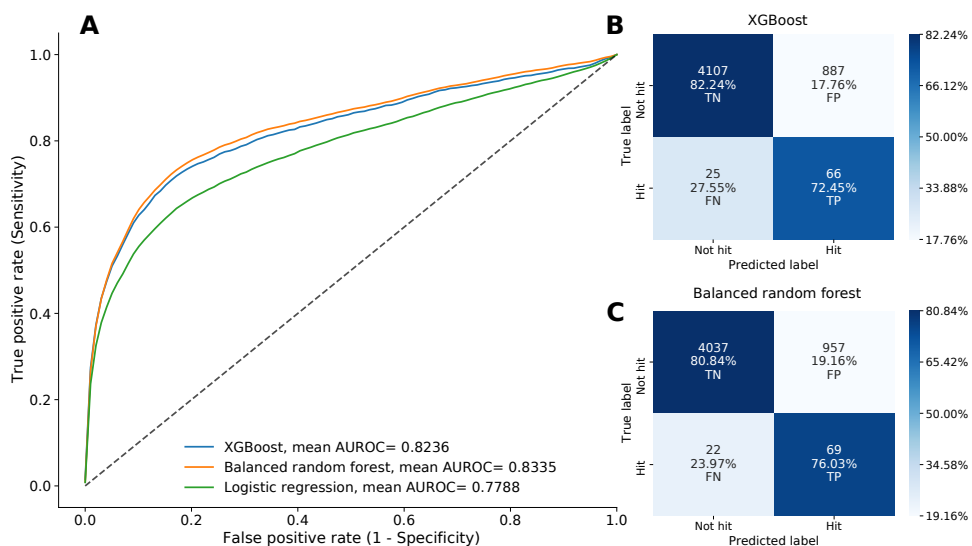 A
True positive rate (Sensitivity)
1.0
0.8
0.6
0.4
0.2
0.0
XGBoost, mean AUROC= 0.8236
Balanced random forest, mean AUROC= 0.8335
Logistic regression, mean AUROC= 0.7788
0.0 0.2 0.4 0.6 0.8 1.0
False positive rate (1 - Specificity)
B
XGBoost
True label
Not hit
Hit
4107
82.24%
TN
887
17.76%
FP
25
27.55%
FN
66
72.45%
TP
Not hit Hit
Predicted label
82.24%
66.12%
50.00%
33.88%
17.76%
C
Balanced random forest
True label
Not hit
Hit
4037
80.84%
TN
957
19.16%
FP
22
23.97%
FN
69
76.03%
TP
Not hit Hit
Predicted label
80.84%
65.42%
50.00%
34.58%
19.16%